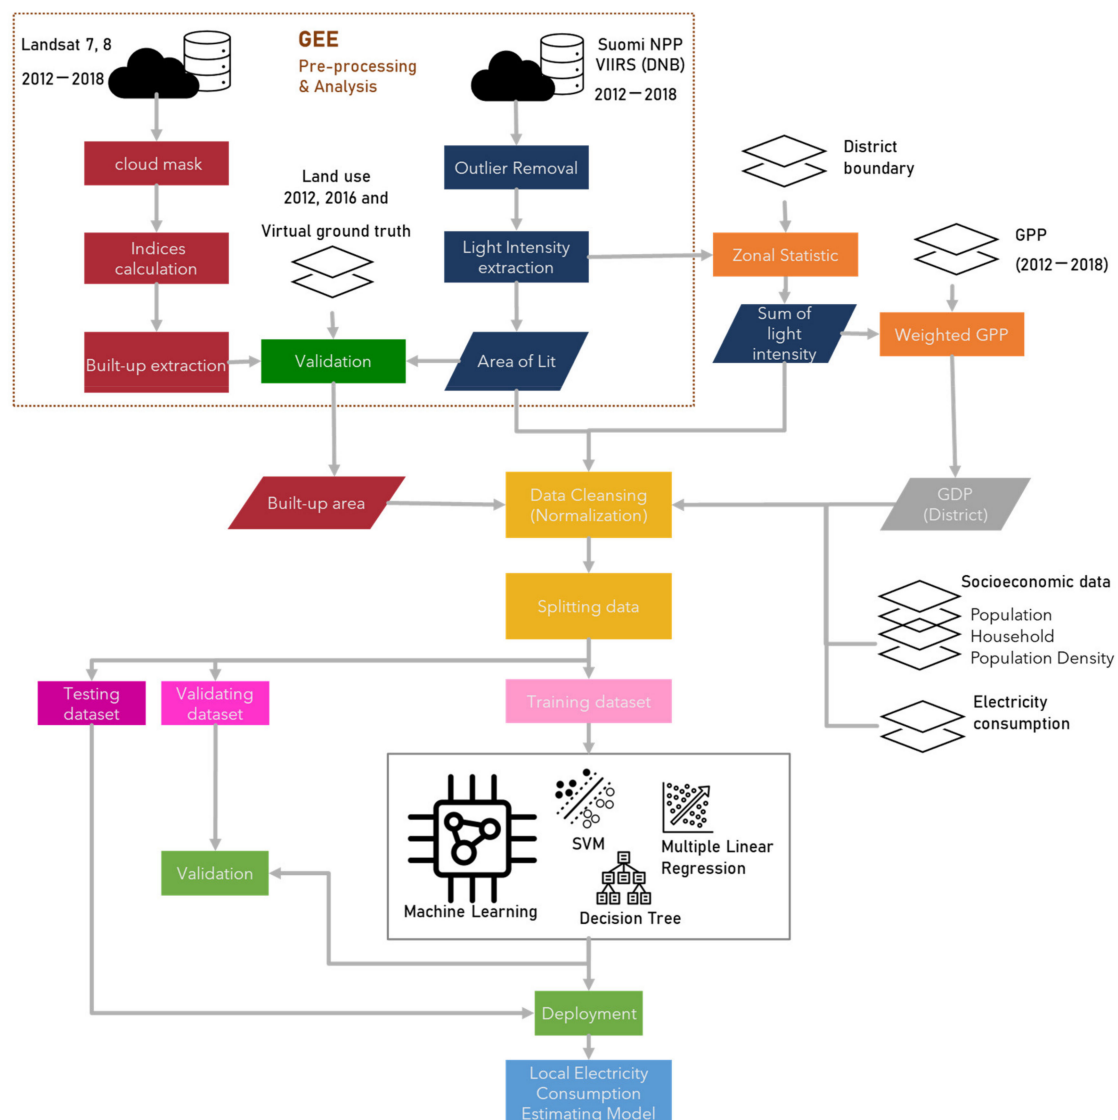 Landsat 7, 8
2012－2018
GEE
Pre-processing
& Analysis
Suomi NPP
VIIRS (DNB)
2012－2018
cloud mask
Outlier Removal
Land use
2012, 2016 and
Virtual ground truth
District
boundary
Indices
calculation
Light Intensity
extraction
Zonal Statistic
GPP
(2012－2018)
Built-up extraction
Validation
Area of Lit
Sum of
light
intensity
Weighted GPP
Built-up area
Data Cleansing
(Normalization)
GDP
(District)
Splitting data
Socioeconomic data
Population
Household
Population Density
Testing
dataset
Validating
dataset
Training dataset
Electricity
consumption
SVM
Multiple Linear
Regression
Validation
Machine Learning
Decision Tree
Deployment
Local Electricity
Consumption
Estimating Model